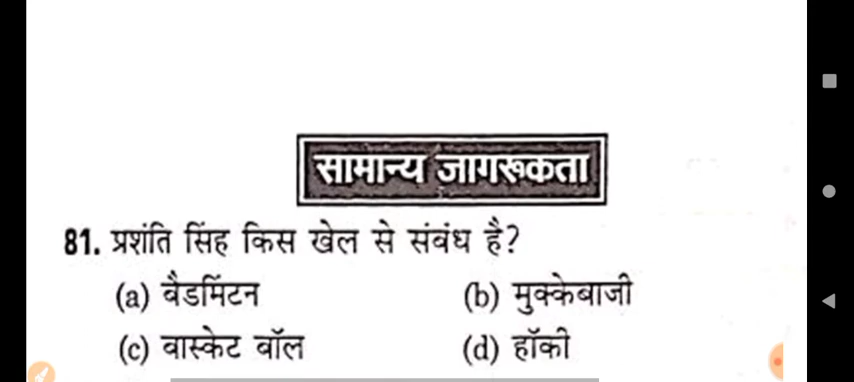 सामान्य जागरूकता
81. प्रशंति सिंह किस खेल से संबंध है?
(a) बैडमिंटन (b) मुक्केबाजी
(c) वास्केट बॉल (d) हॉकी